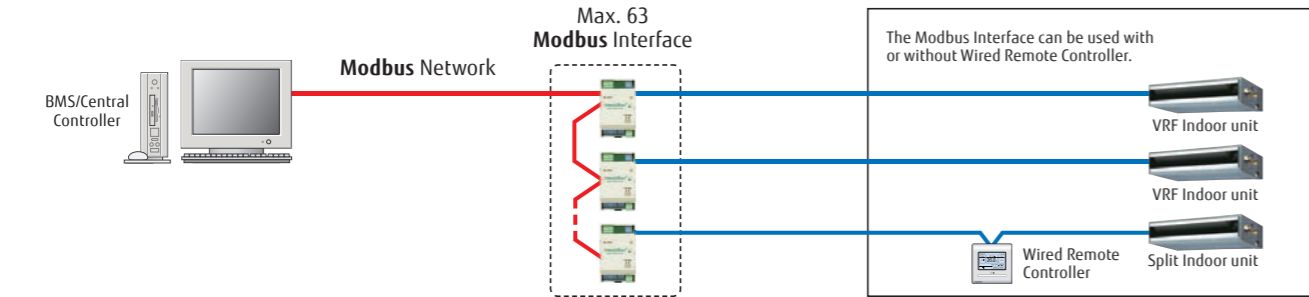 Max. 63
Modbus Interface
The Modbus Interface can be used with
or without Wired Remote Controller.
Modbus Network
BMS/Central
Controller
VRF Indoor unit
VRF Indoor unit
Wired Remote
Controller
Split Indoor unit